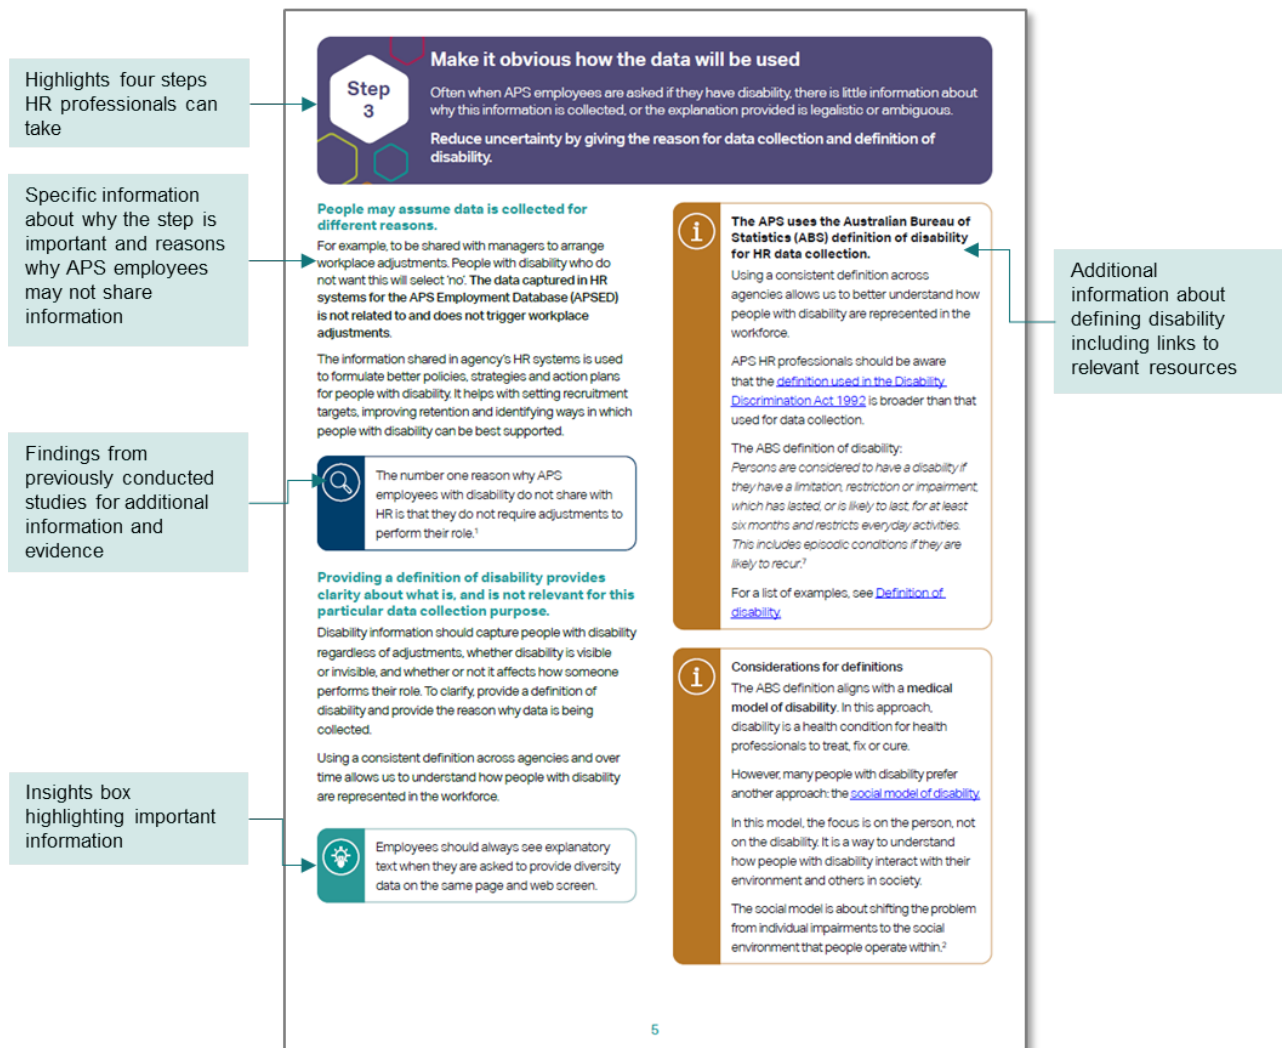 Highlights four steps
HR professionals can
take
Specific information
about why the step is
important and reasons
why APS employees
may not share
information
Findings from
previously conducted
studies for additional
information and
evidence
Insights box
highlighting important
information
Step
3
Make it obvious how the data will be used
Often when APS employees are asked if they have disability, there is little information about
why this information is collected, or the explanation provided is legalistic or ambiguous.
Reduce uncertainty by giving the reason for data collection and definition of
disability.
People may assume data is collected for
different reasons.
For example, to be shared with managers to arrange
workplace adjustments. People with disability who do
not want this will select 'no'. The data captured in HR
systems for the APS Employment Database (APSED)
is not related to and does not trigger workplace
adjustments.
The information shared in agency's HR systems is used
to formulate better policies, strategies and action plans
for people with disability. It helps with setting recruitment
targets, improving retention and identifying ways in which
people with disability can be best supported.
The number one reason why APS
employees with disability do not share with
HR is that they do not require adjustments to
perform their role.¹
Providing a definition of disability provides
clarity about what is, and is not relevant for this
particular data collection purpose.
Disability information should capture people with disability
regardless of adjustments, whether disability is visible
or invisible, and whether or not it affects how someone
performs their role. To clarify, provide a definition of
disability and provide the reason why data is being
collected.
Using a consistent definition across agencies and over
time allows us to understand how people with disability
are represented in the workforce.
Employees should always see explanatory
text when they are asked to provide diversity
data on the same page and web screen.
The APS uses the Australian Bureau of
Statistics (ABS) definition of disability
for HR data collection.
Using a consistent definition across
agencies allows us to better understand how
people with disability are represented in the
workforce.
APS HR professionals should be aware
that the definition used in the Disability
Discrimination Act 1992 is broader than that
used for data collection.
The ABS definition of disability:
Persons are considered to have a disability if
they have a limitation, restriction or impairment,
which has lasted, or is likely to last, for at least
six months and restricts everyday activities.
This includes episodic conditions if they are
likely to recur.⁷
For a list of examples, see Definition of
disability.
Considerations for definitions
The ABS definition aligns with a medical
model of disability. In this approach,
disability is a health condition for health
professionals to treat, fix or cure.
However, many people with disability prefer
another approach: the social model of disability.
In this model, the focus is on the person, not
on the disability. It is a way to understand
how people with disability interact with their
environment and others in society.
The social model is about shifting the problem
from individual impairments to the social
environment that people operate within.²
5
Additional
information about
defining disability
including links to
relevant resources